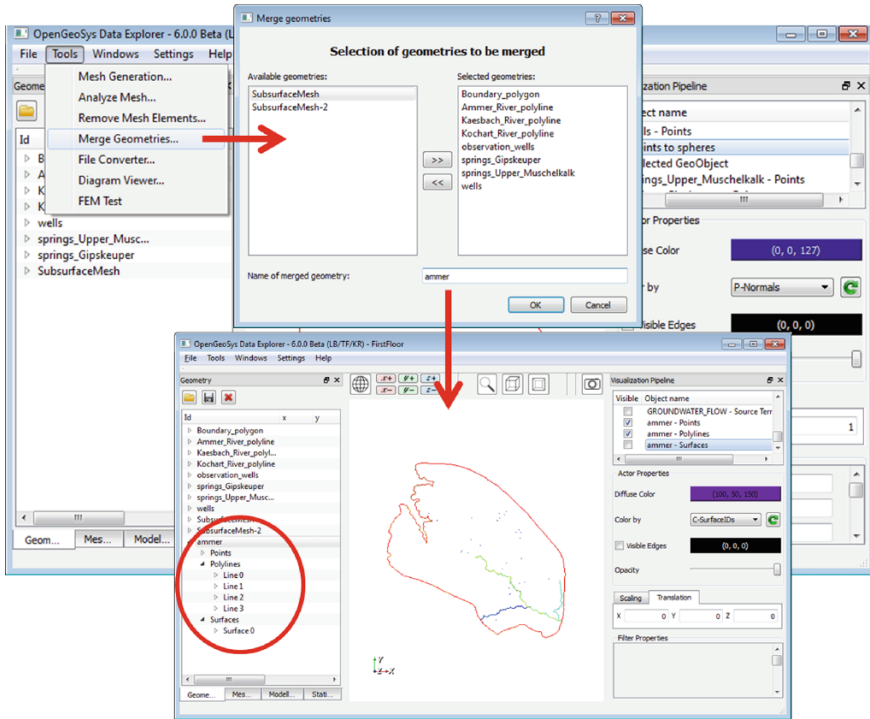 OpenGeoSys Data Explorer - 6.0.0 Beta (L
File Tools Windows Settings Help
Mesh Generation...
Analyze Mesh...
Remove Mesh Elements...
Merge Geometries...
File Converter...
Diagram Viewer...
FEM Test
Geome
Id
B
A
K
K
wells
springs_Upper_Musc...
springs_Gipskeuper
SubsurfaceMesh
Geom... Mes... Model...
Merge geometries
Selection of geometries to be merged
Available geometries:
SubsurfaceMesh
SubsurfaceMesh-2
>>
<<
Selected geometries:
Boundary_polygon
Ammer_River_polyline
Kaesbach_River_polyline
Kochart_River_polyline
observation_wells
springs_Gipskeuper
springs_Upper_Muschelkalk
wells
Name of merged geometry: ammer
OK Cancel
zation Pipeline
ect name
ls - Points
ints to spheres
lected GeoObject
ings_Upper_Muschelkalk - Points
or Properties
se Color (0, 0, 127)
by P-Normals
isible Edges (0, 0, 0)
1
OpenGeoSys Data Explorer - 6.0.0 Beta (LB/TF/KR) - FirstFloor
File Tools Windows Settings Help
Geometry
Id x y
Boundary_polygon
Ammer_River_polyline
Kaesbach_River_polyl...
Kochart_River_polyline
observation_wells
springs_Gipskeuper
springs_Upper_Musc...
wells
SubsurfaceMesh
SubsurfaceMesh-2
ammer
Points
Polylines
Line 0
Line 1
Line 2
Line 3
Surfaces
Surface 0
Geome... Mes... Modell... Stati...
x+ y+ z+
x- y- z-
Y
Z X
Visualization Pipeline
Visible Object name
GROUNDWATER_FLOW - Source Terr
ammer - Points
ammer - Polylines
ammer - Surfaces
Actor Properties
Diffuse Color (100, 50, 150)
Color by C-SurfaceIDs
Visible Edges (0, 0, 0)
Opacity
Scaling Translation
X 0 Y 0 Z 0
Filter Properties